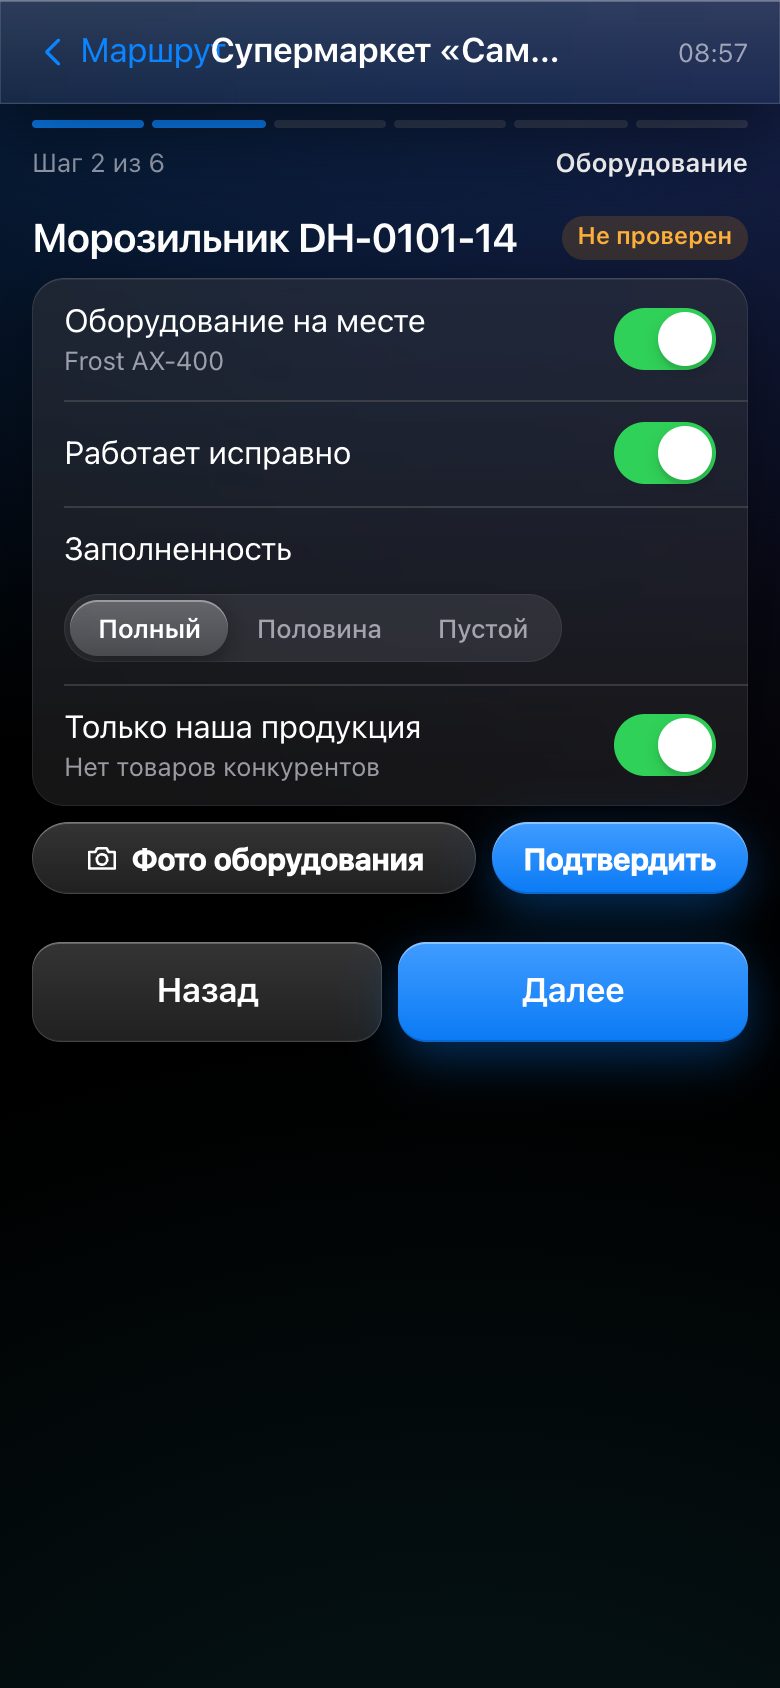 Маршрут Супермаркет «Сам... 08:57
Шаг 2 из 6 Оборудование
Морозильник DH-0101-14 Не проверен
Оборудование на месте
Frost AX-400
Работает исправно
Заполненность
Полный Половина Пустой
Только наша продукция
Нет товаров конкурентов
Фото оборудования Подтвердить
Назад Далее